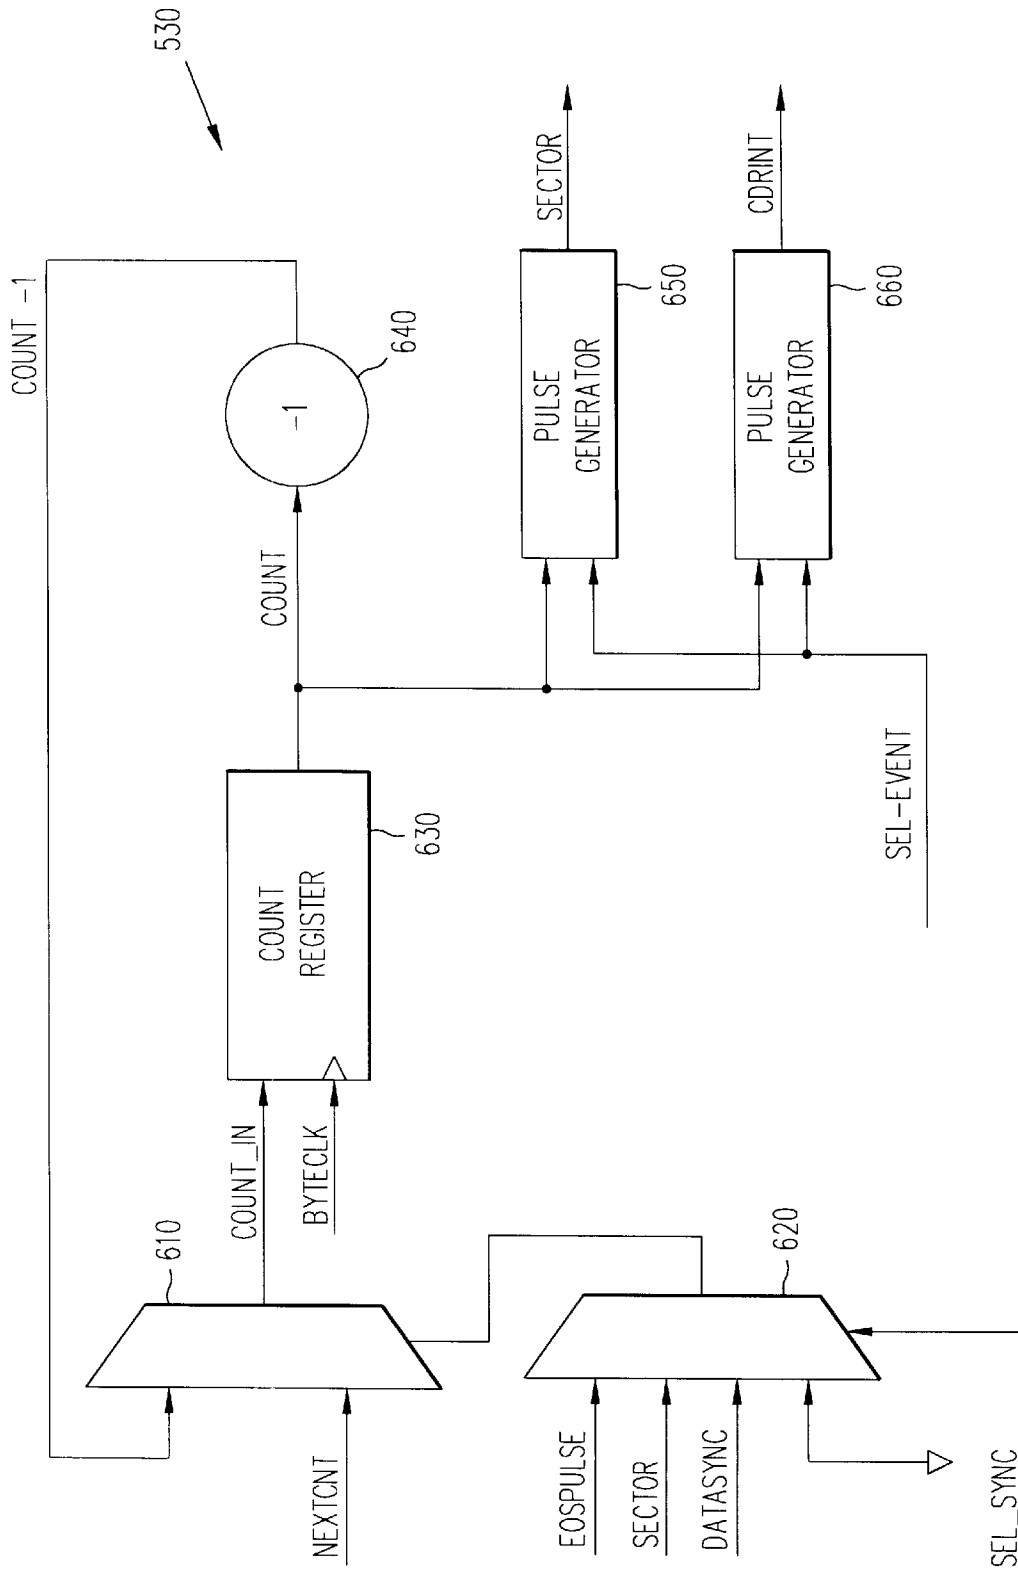 530
COUNT -1
-1
640
COUNT
COUNT
REGISTER
630
COUNT_IN
BYTECLK
610
NEXTCNT
PULSE
GENERATOR
650
SECTOR
PULSE
GENERATOR
660
CDRINT
SEL-EVENT
620
EOSPULSE
SECTOR
DATASYNC
SEL_SYNC